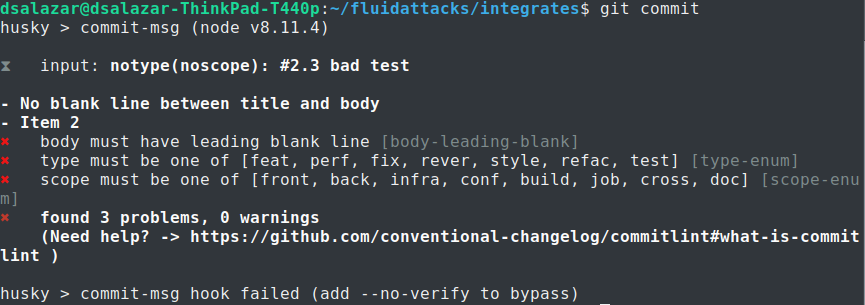 dsalazar@dsalazar-ThinkPad-T440p:~/fluidattacks/integrates$ git commit
husky > commit-msg (node v8.11.4)
⧗   input: notype(noscope): #2.3 bad test
- No blank line between title and body
- Item 2
✖   body must have leading blank line [body-leading-blank]
✖   type must be one of [feat, perf, fix, rever, style, refac, test] [type-enum]
✖   scope must be one of [front, back, infra, conf, build, job, cross, doc] [scope-enu
m]
✖   found 3 problems, 0 warnings
    (Need help? -> https://github.com/conventional-changelog/commitlint#what-is-commit
lint )
husky > commit-msg hook failed (add --no-verify to bypass)